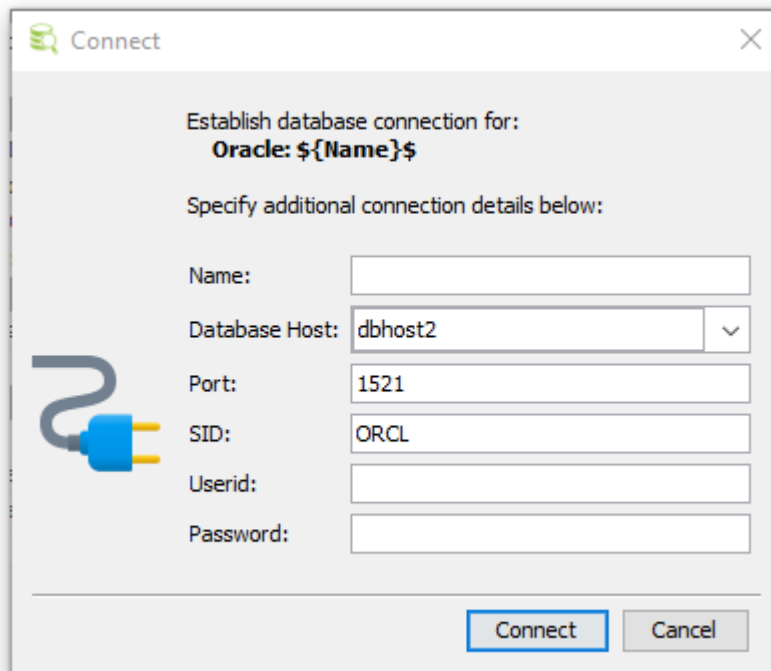 Connect
Establish database connection for:
Oracle: ${Name}$
Specify additional connection details below:
Name:
Database Host: dbhost2
Port: 1521
SID: ORCL
Userid:
Password:
Connect Cancel